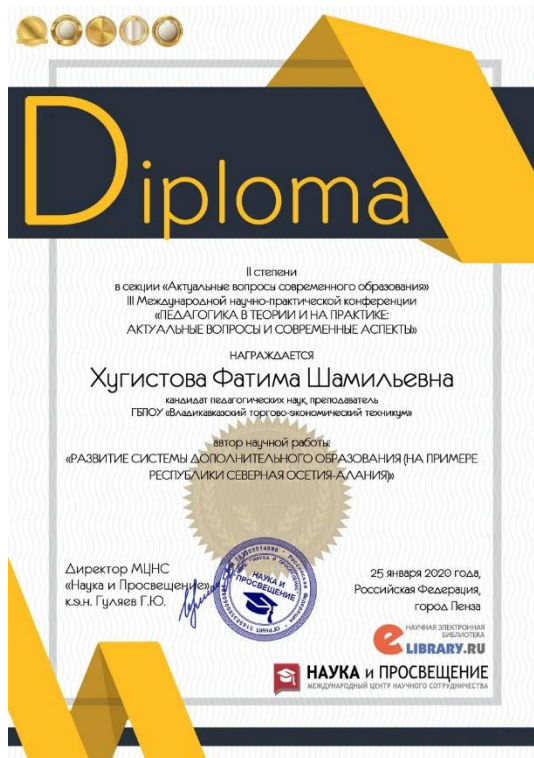 Diploma
II степени
в секции «Актуальные вопросы современного образования»
III Международной научно-практической конференции
«ПЕДАГОГИКА В ТЕОРИИ И НА ПРАКТИКЕ:
АКТУАЛЬНЫЕ ВОПРОСЫ И СОВРЕМЕННЫЕ АСПЕКТЫ»
НАГРАЖДАЕТСЯ
Хугистова Фатима Шамильевна
кандидат педагогических наук, преподаватель
ГБПОУ «Владикавказский торгово-экономический техникум»
автор научной работы:
«РАЗВИТИЕ СИСТЕМЫ ДОПОЛНИТЕЛЬНОГО ОБРАЗОВАНИЯ (НА ПРИМЕРЕ
РЕСПУБЛИКИ СЕВЕРНАЯ ОСЕТИЯ-АЛАНИЯ)»
Директор МЦНС
«Наука и Просвещение»
к.э.н. Гуляев Г.Ю.
НАУКА И
ПРОСВЕЩЕНИЕ
25 января 2020 года,
Российская Федерация,
город Пенза
НАУЧНАЯ ЭЛЕКТРОННАЯ
БИБЛИОТЕКА
LIBRARY.RU
НАУКА и ПРОСВЕЩЕНИЕ
МЕЖДУНАРОДНЫЙ ЦЕНТР НАУЧНОГО СОТРУДНИЧЕСТВА